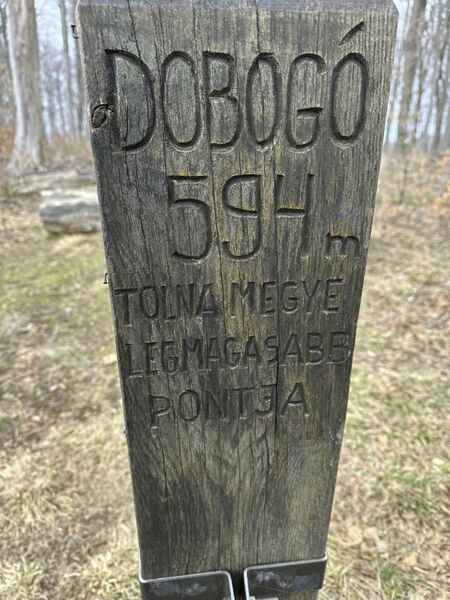 DOBOGÓ
594 m
TOLNA MEGYE
LEGMAGASABB
PONTJA